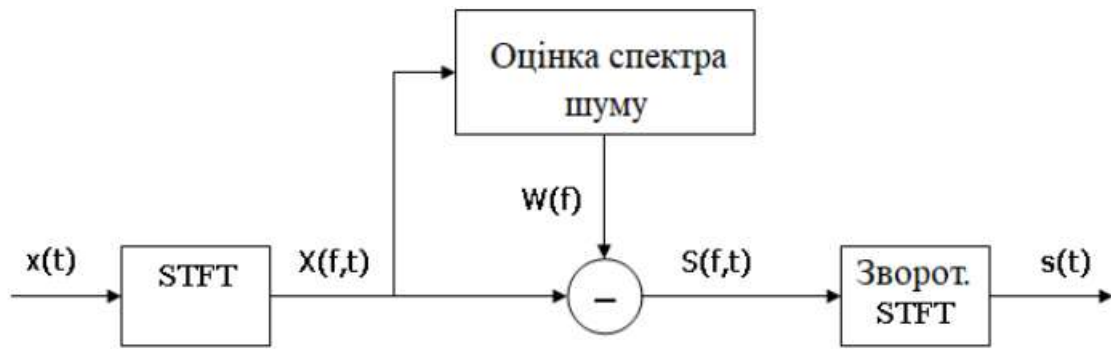 Оцінка спектра
шуму
W(f)
x(t)
STFT
X(f,t)
–
S(f,t)
Зворот.
STFT
s(t)